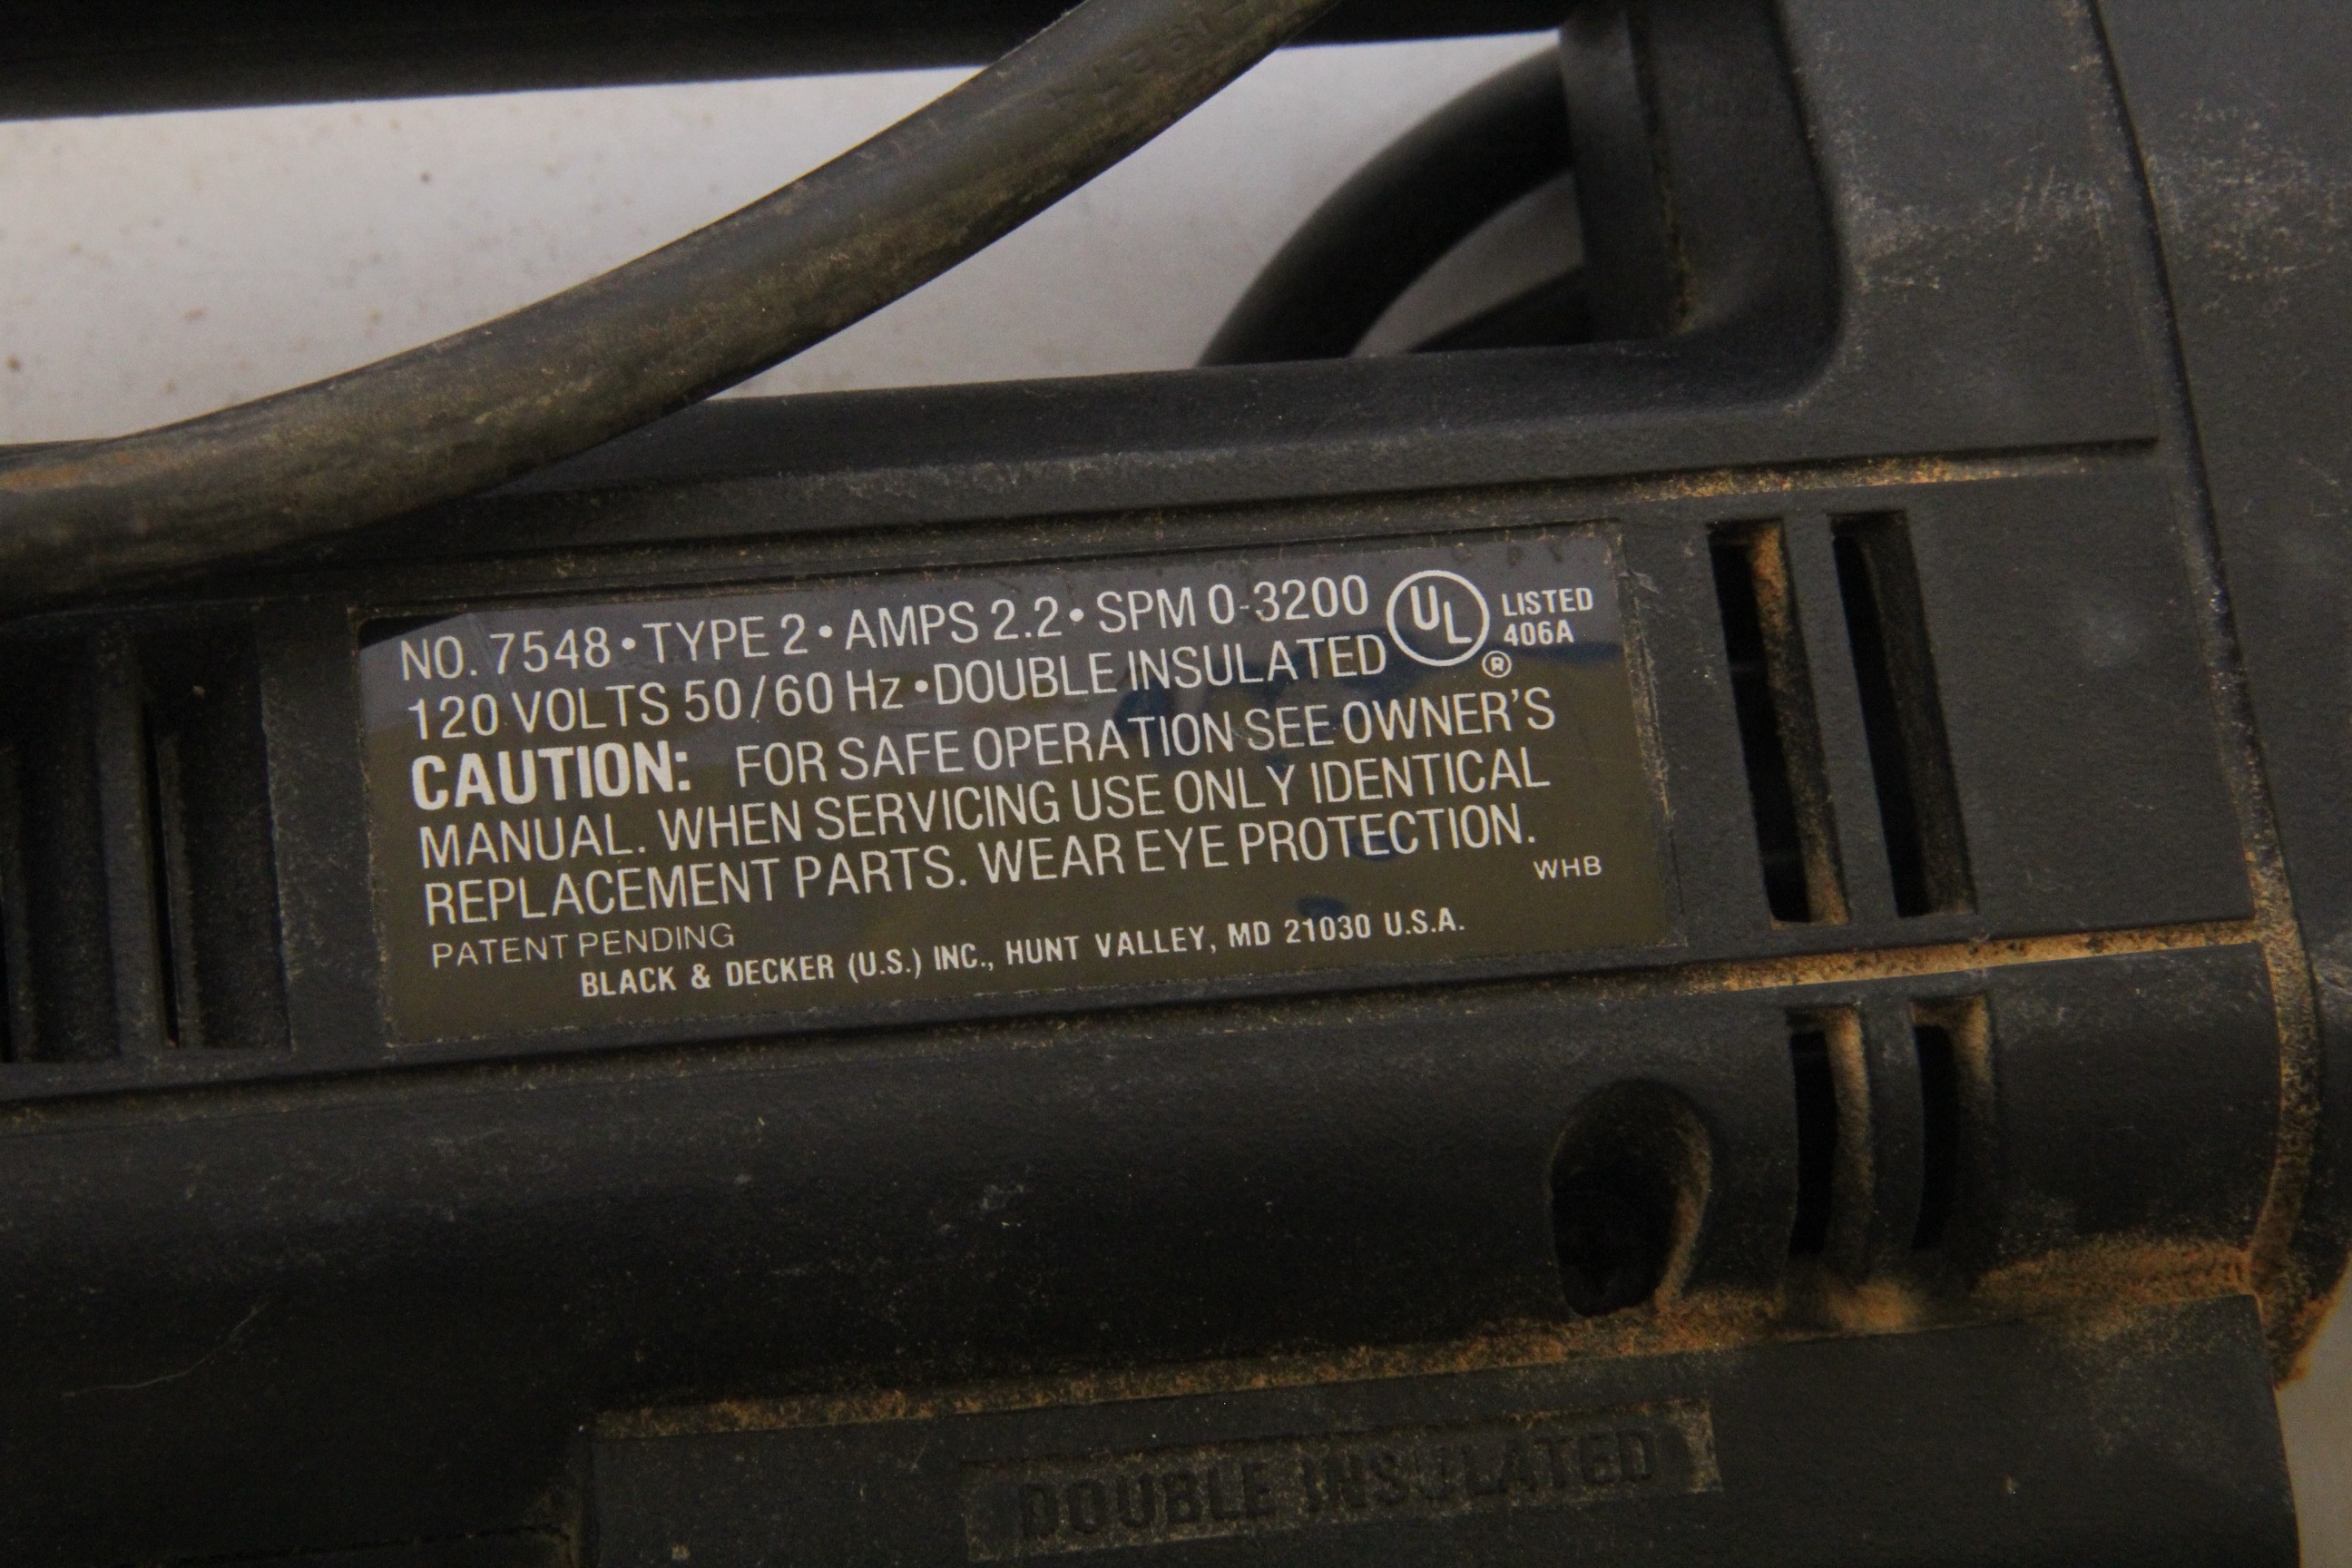 NO. 7548 • TYPE 2 • AMPS 2.2 • SPM 0-3200
UL LISTED
406A
®
120 VOLTS 50/60 Hz • DOUBLE INSULATED
CAUTION: FOR SAFE OPERATION SEE OWNER'S
MANUAL. WHEN SERVICING USE ONLY IDENTICAL
REPLACEMENT PARTS. WEAR EYE PROTECTION.
WHB
PATENT PENDING
BLACK & DECKER (U.S.) INC., HUNT VALLEY, MD 21030 U.S.A.
DOUBLE INSULATED